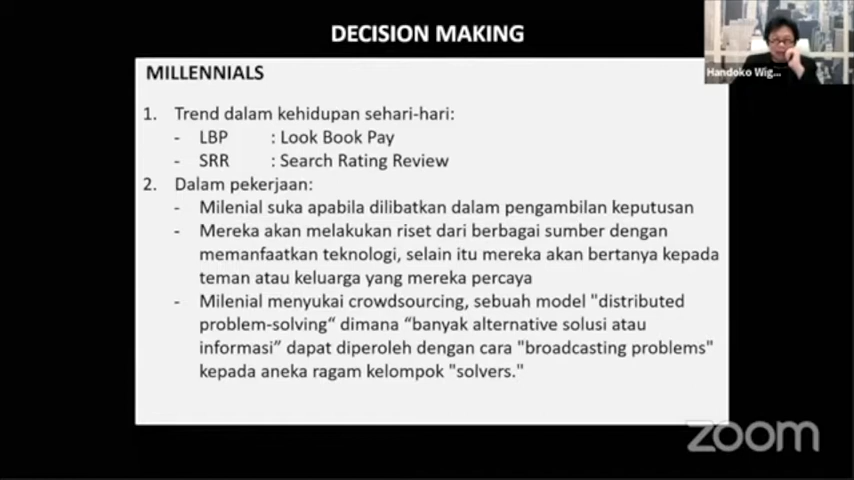 DECISION MAKING
Handoko Wig...
MILLENNIALS
1. Trend dalam kehidupan sehari-hari:
- LBP : Look Book Pay
- SRR : Search Rating Review
2. Dalam pekerjaan:
- Milenial suka apabila dilibatkan dalam pengambilan keputusan
- Mereka akan melakukan riset dari berbagai sumber dengan
memanfaatkan teknologi, selain itu mereka akan bertanya kepada
teman atau keluarga yang mereka percaya
- Milenial menyukai crowdsourcing, sebuah model "distributed
problem-solving“ dimana “banyak alternative solusi atau
informasi” dapat diperoleh dengan cara "broadcasting problems"
kepada aneka ragam kelompok "solvers."
zoom